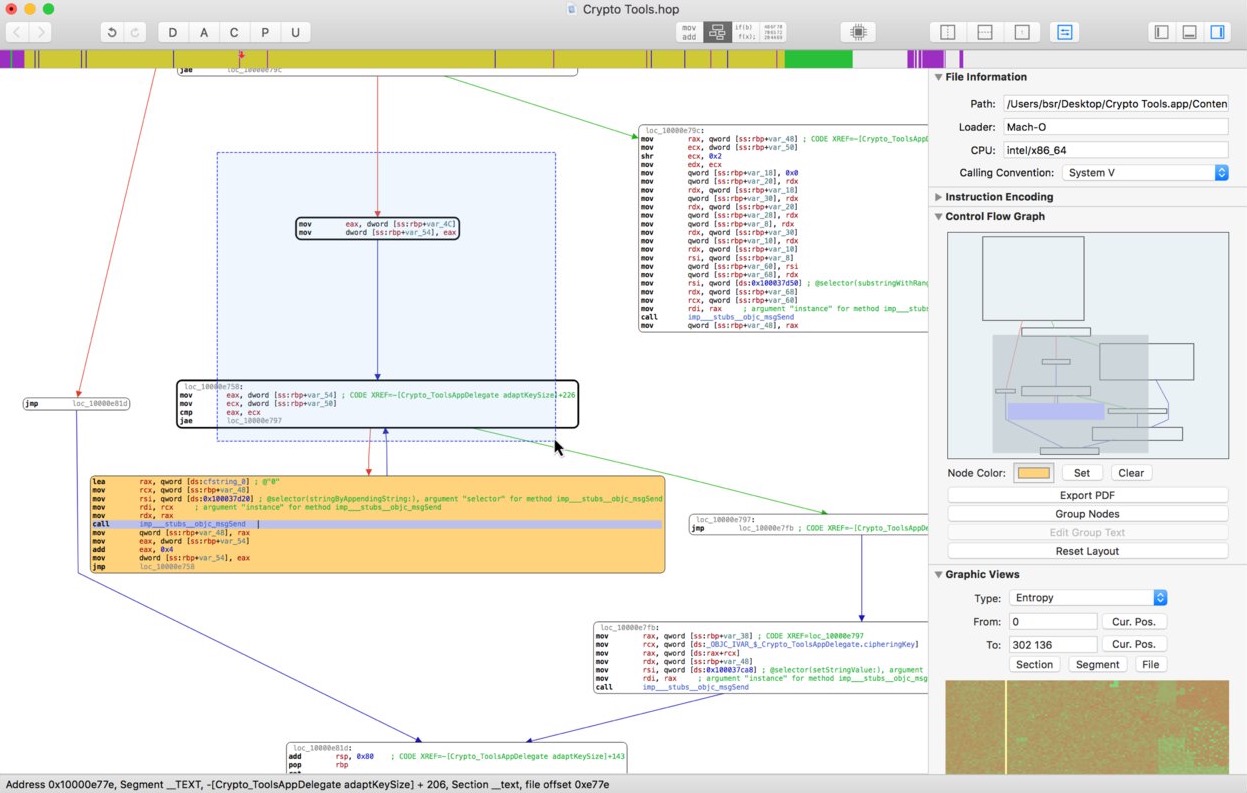 Crypto Tools.hop
D A C P U
mov
add
if(b)
f(x);
jae loc_10000e79c
loc_10000e79c:
mov rax, qword [ss:rbp+var_48] ; CODE XREF=-[Crypto_ToolsAppD
mov ecx, dword [ss:rbp+var_50]
shr ecx, 0x2
mov edx, ecx
mov qword [ss:rbp+var_18], 0x0
mov qword [ss:rbp+var_20], rdx
mov rdx, qword [ss:rbp+var_18]
mov qword [ss:rbp+var_30], rdx
mov rdx, qword [ss:rbp+var_20]
mov qword [ss:rbp+var_28], rdx
mov qword [ss:rbp+var_8], rdx
mov rdx, qword [ss:rbp+var_30]
mov qword [ss:rbp+var_10], rdx
mov rdx, qword [ss:rbp+var_10]
mov rsi, qword [ss:rbp+var_8]
mov qword [ss:rbp+var_60], rsi
mov qword [ss:rbp+var_68], rdx
mov rsi, qword [ds:0x100037d50] ; @selector(substringWithRang
mov rdx, qword [ss:rbp+var_68]
mov rcx, qword [ss:rbp+var_60]
mov rdi, rax ; argument "instance" for method imp___stubs
call imp___stubs__objc_msgSend
mov qword [ss:rbp+var_48], rax
mov eax, dword [ss:rbp+var_4C]
mov dword [ss:rbp+var_54], eax
jmp loc_10000e81d
loc_10000e758:
mov eax, dword [ss:rbp+var_54] ; CODE XREF=-[Crypto_ToolsAppDelegate adaptKeySize]+226
mov ecx, dword [ss:rbp+var_50]
cmp eax, ecx
jae loc_10000e797
lea rax, qword [ds:cfstring_0] ; @"0"
mov rcx, qword [ss:rbp+var_48]
mov rsi, qword [ds:0x100037d20] ; @selector(stringByAppendingString:), argument "selector" for method imp___stubs__objc_msgSend
mov rdi, rcx ; argument "instance" for method imp___stubs__objc_msgSend
mov rdx, rax
call imp___stubs__objc_msgSend
mov qword [ss:rbp+var_48], rax
mov eax, dword [ss:rbp+var_54]
add eax, 0x4
mov dword [ss:rbp+var_54], eax
jmp loc_10000e758
loc_10000e797:
jmp loc_10000e7fb ; CODE XREF=-[Crypto_ToolsAppDe
loc_10000e7fb:
mov rax, qword [ss:rbp+var_38] ; CODE XREF=loc_10000e797
mov rcx, qword [ds:_OBJC_IVAR_$_Crypto_ToolsAppDelegate.cipheringKey]
mov rax, qword [ds:rax+rcx]
mov rdx, qword [ss:rbp+var_48]
mov rsi, qword [ds:0x100037ca8] ; @selector(setStringValue:), argument
mov rdi, rax ; argument "instance" for method imp___stubs
call imp___stubs__objc_msgSend
loc_10000e81d:
add rsp, 0x80 ; CODE XREF=-[Crypto_ToolsAppDelegate adaptKeySize]+143
pop rbp
File Information
Path: /Users/bsr/Desktop/Crypto Tools.app/Conten
Loader: Mach-O
CPU: intel/x86_64
Calling Convention: System V
Instruction Encoding
Control Flow Graph
Node Color: Set Clear
Export PDF
Group Nodes
Edit Group Text
Reset Layout
Graphic Views
Type: Entropy
From: 0 Cur. Pos.
To: 302 136 Cur. Pos.
Section Segment File
Address 0x10000e77e, Segment __TEXT, -[Crypto_ToolsAppDelegate adaptKeySize] + 206, Section __text, file offset 0xe77e